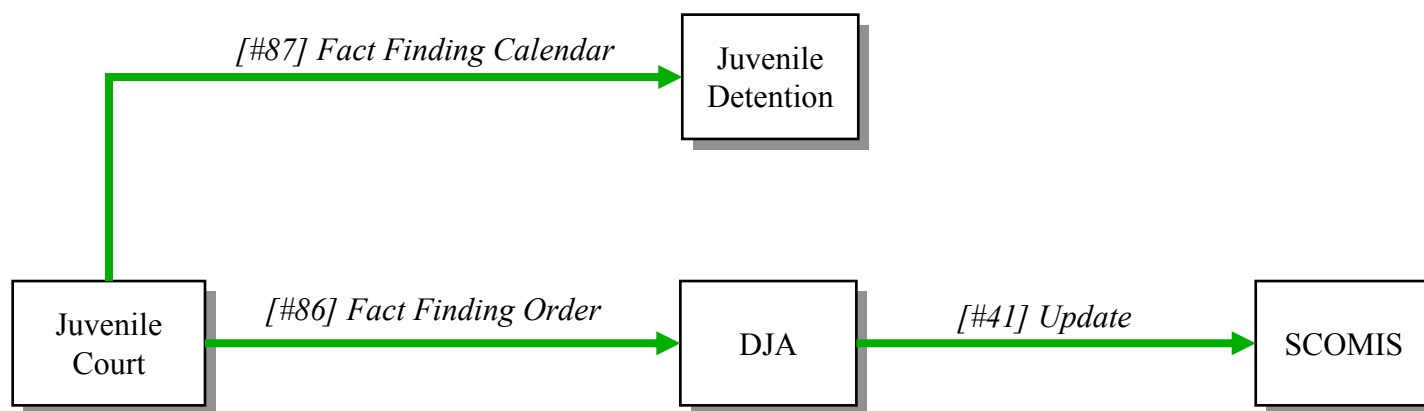 [#87] Fact Finding Calendar
Juvenile
Detention
Juvenile
Court
[#86] Fact Finding Order
DJA
[#41] Update
SCOMIS